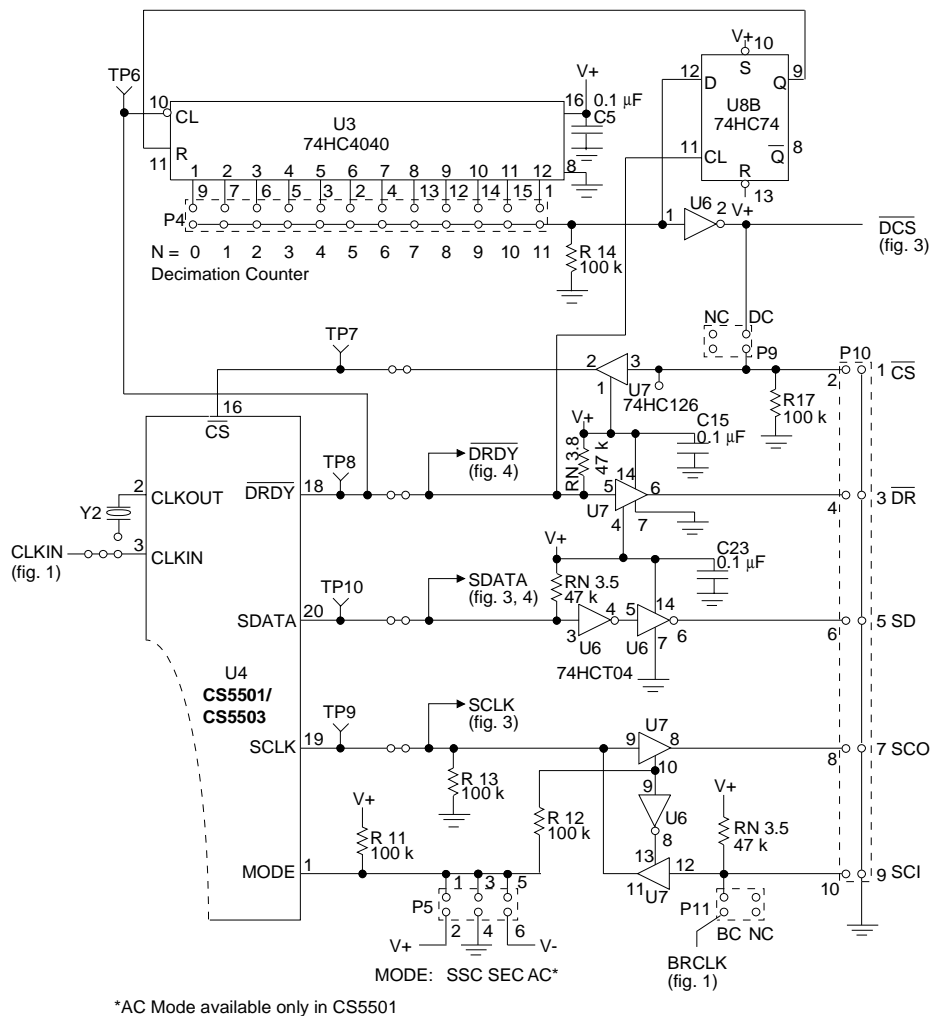 V+ 10
TP6
S
12 D Q 9
V+
16 0.1 µF
C5
10 CL
U3
74HC4040
U8B
74HC74
R
11
8
11 CL Q 8
R
13
1 2 3 4 5 6 7 8 9 10 11 12
9 7 6 5 3 2 4 13 12 14 15 1
P4
U6
1 2 V+
DCS
(fig. 3)
N = 0 1 2 3 4 5 6 7 8 9 10 11
Decimation Counter
R 14
100 k
NC DC
P9
TP7
2 3
1
U7
74HC126
P10
2
1 CS
R17
100 k
16
CS
V+
C15
0.1 µF
RN 3.8
47 k
DRDY
(fig. 4)
TP8
DRDY 18
14
5 6
U7
4 7
3 DR
4
2 CLKOUT
Y2
3 CLKIN
CLKIN
(fig. 1)
V+
C23
0.1 µF
SDATA
(fig. 3, 4)
RN 3.5
47 k
TP10
SDATA 20
3 4
U6
5 14
6
U6 7
74HCT04
5 SD
6
U4
CS5501/
CS5503
SCLK
(fig. 3)
TP9
SCLK 19
U7
9 8
10
7 SCO
8
R 13
100 k
9
U6
8
R 12
100 k
V+
R 11
100 k
V+
RN 3.5
47 k
MODE 1
13
12
11
U7
9 SCI
10
1 3 5
P5
2 4 6
V+ V-
P11
BC NC
BRCLK
(fig. 1)
MODE: SSC SEC AC*
*AC Mode available only in CS5501